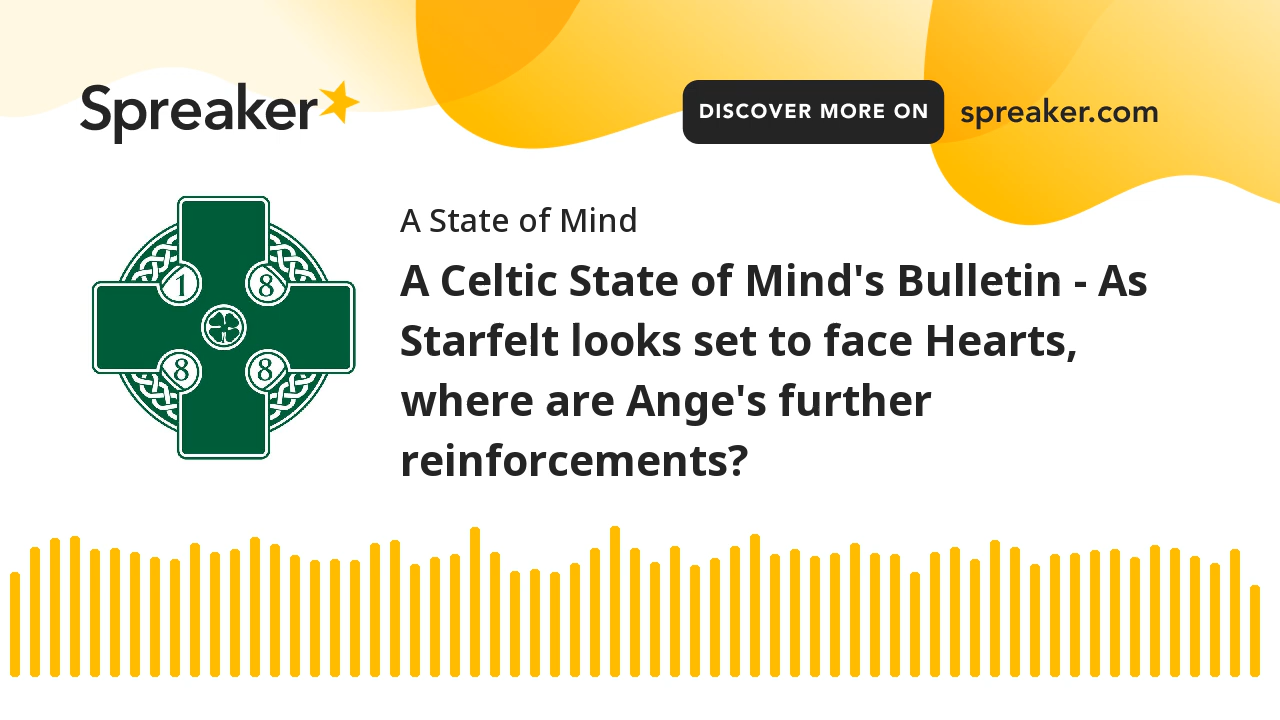 Spreaker
DISCOVER MORE ON
spreaker.com
A State of Mind
A Celtic State of Mind's Bulletin - As
Starfelt looks set to face Hearts,
where are Ange's further
reinforcements?
1 8
8 8